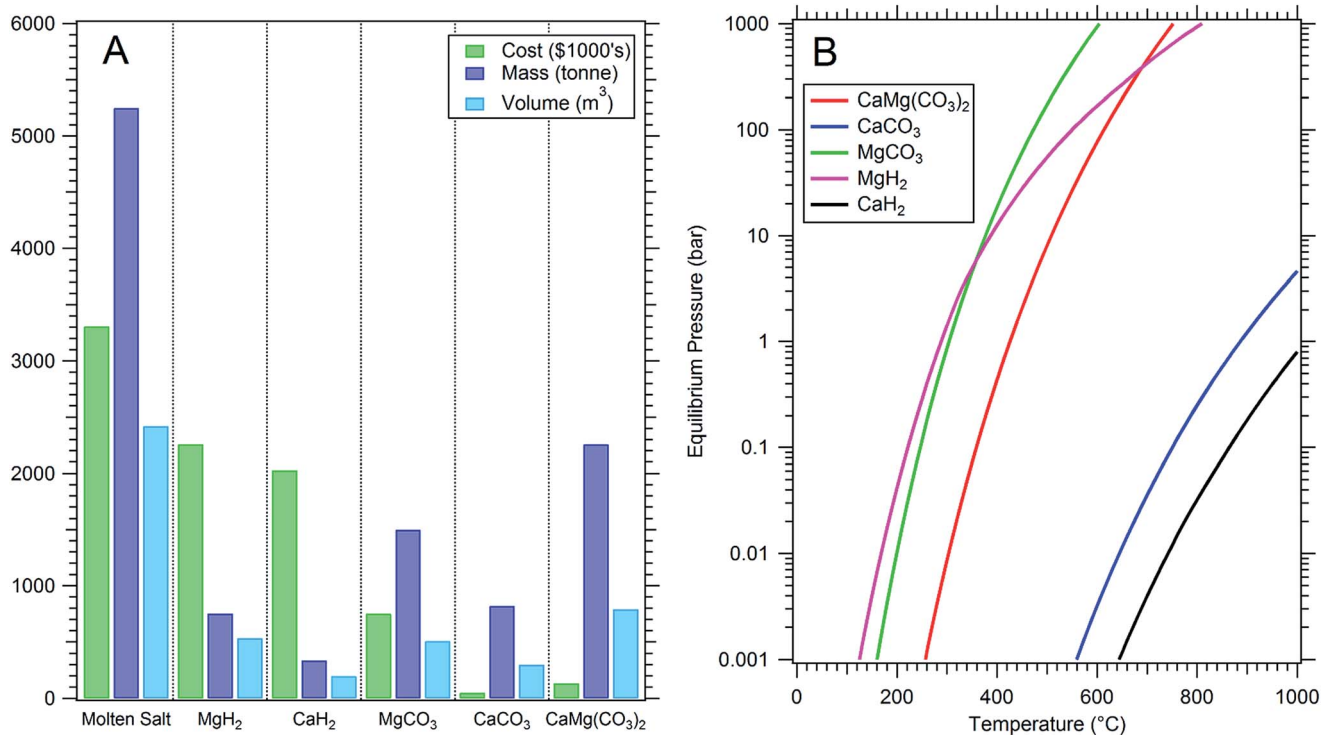 A
Cost ($1000's)
Mass (tonne)
Volume (m³)
6000
5000
4000
3000
2000
1000
0
Molten Salt
MgH₂
CaH₂
MgCO₃
CaCO₃
CaMg(CO₃)₂
B
CaMg(CO₃)₂
CaCO₃
MgCO₃
MgH₂
CaH₂
Equilibrium Pressure (bar)
1000
100
10
1
0.1
0.01
0.001
0
200
400
600
800
1000
Temperature (°C)